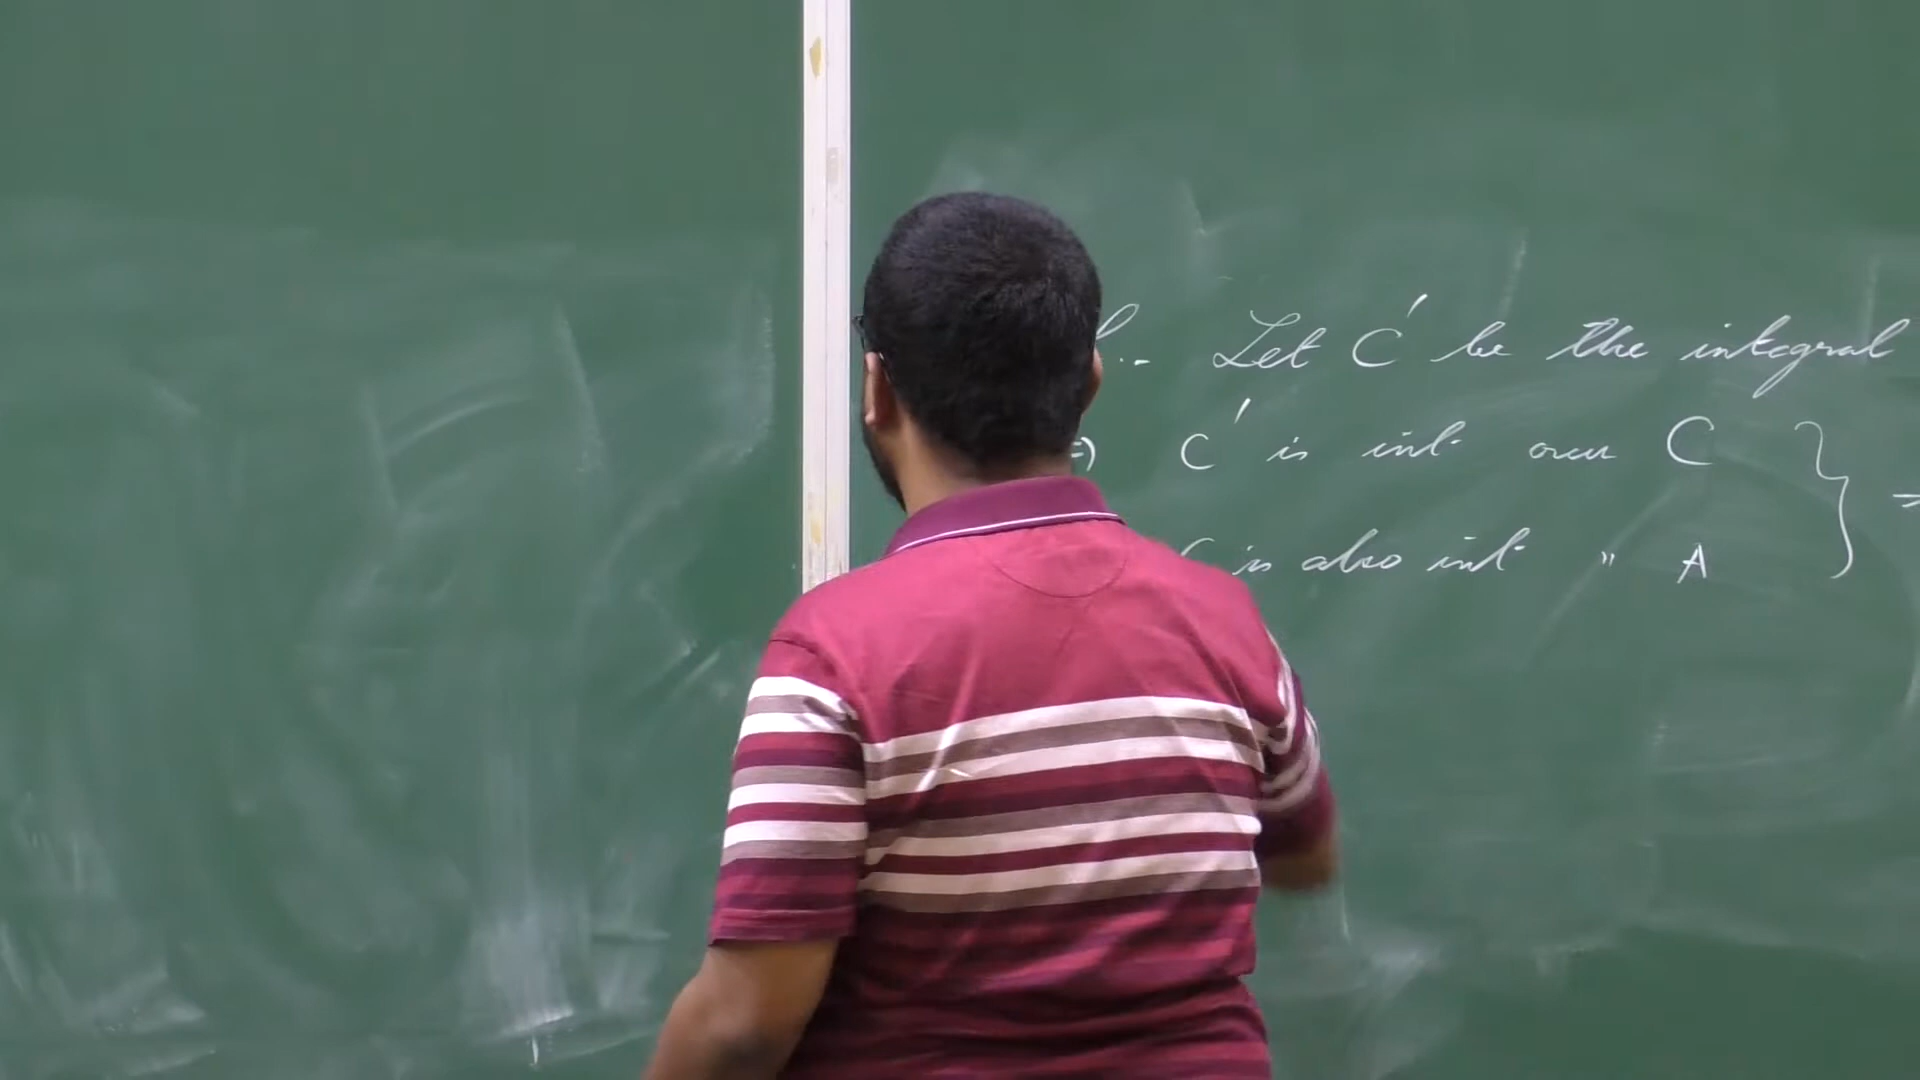 Let C' be the integral
⇒) C' is int. over C } ⇒
C is also int. " A